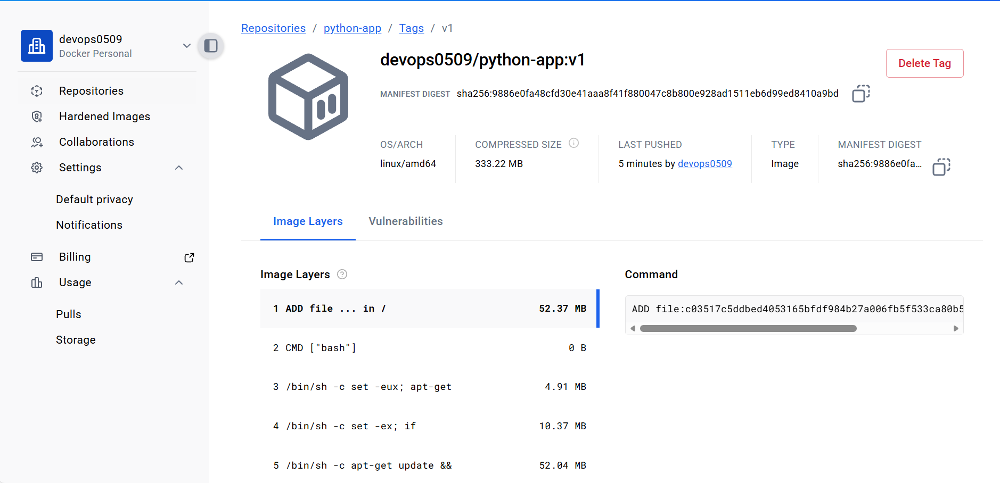 devops0509
Docker Personal
Repositories
Hardened Images
Collaborations
Settings
Default privacy
Notifications
Billing
Usage
Pulls
Storage
Repositories / python-app / Tags / v1
devops0509/python-app:v1
Delete Tag
MANIFEST DIGEST sha256:9886e0fa48cfd30e41aaa8f41f880047c8b800e928ad1511eb6d99ed8410a9bd
OS/ARCH
linux/amd64
COMPRESSED SIZE
333.22 MB
LAST PUSHED
5 minutes by devops0509
TYPE
Image
MANIFEST DIGEST
sha256:9886e0fa...
Image Layers Vulnerabilities
Image Layers
1 ADD file ... in / 52.37 MB
2 CMD ["bash"] 0 B
3 /bin/sh -c set -eux; apt-get 4.91 MB
4 /bin/sh -c set -ex; if 10.37 MB
5 /bin/sh -c apt-get update && 52.04 MB
Command
ADD file:c03517c5ddbed4053165bfdf984b27a006fb5f533ca80b5